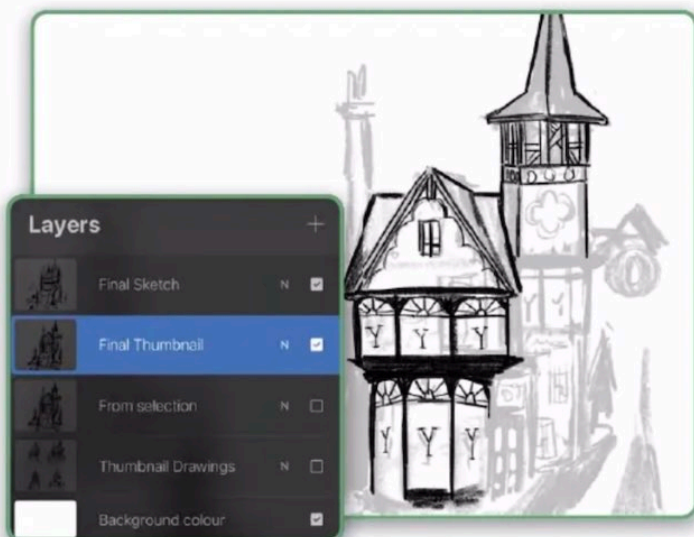 Layers +
Final Sketch N
Final Thumbnail N
From selection N
Thumbnail Drawings N
Background colour
Y Y Y
Y Y Y